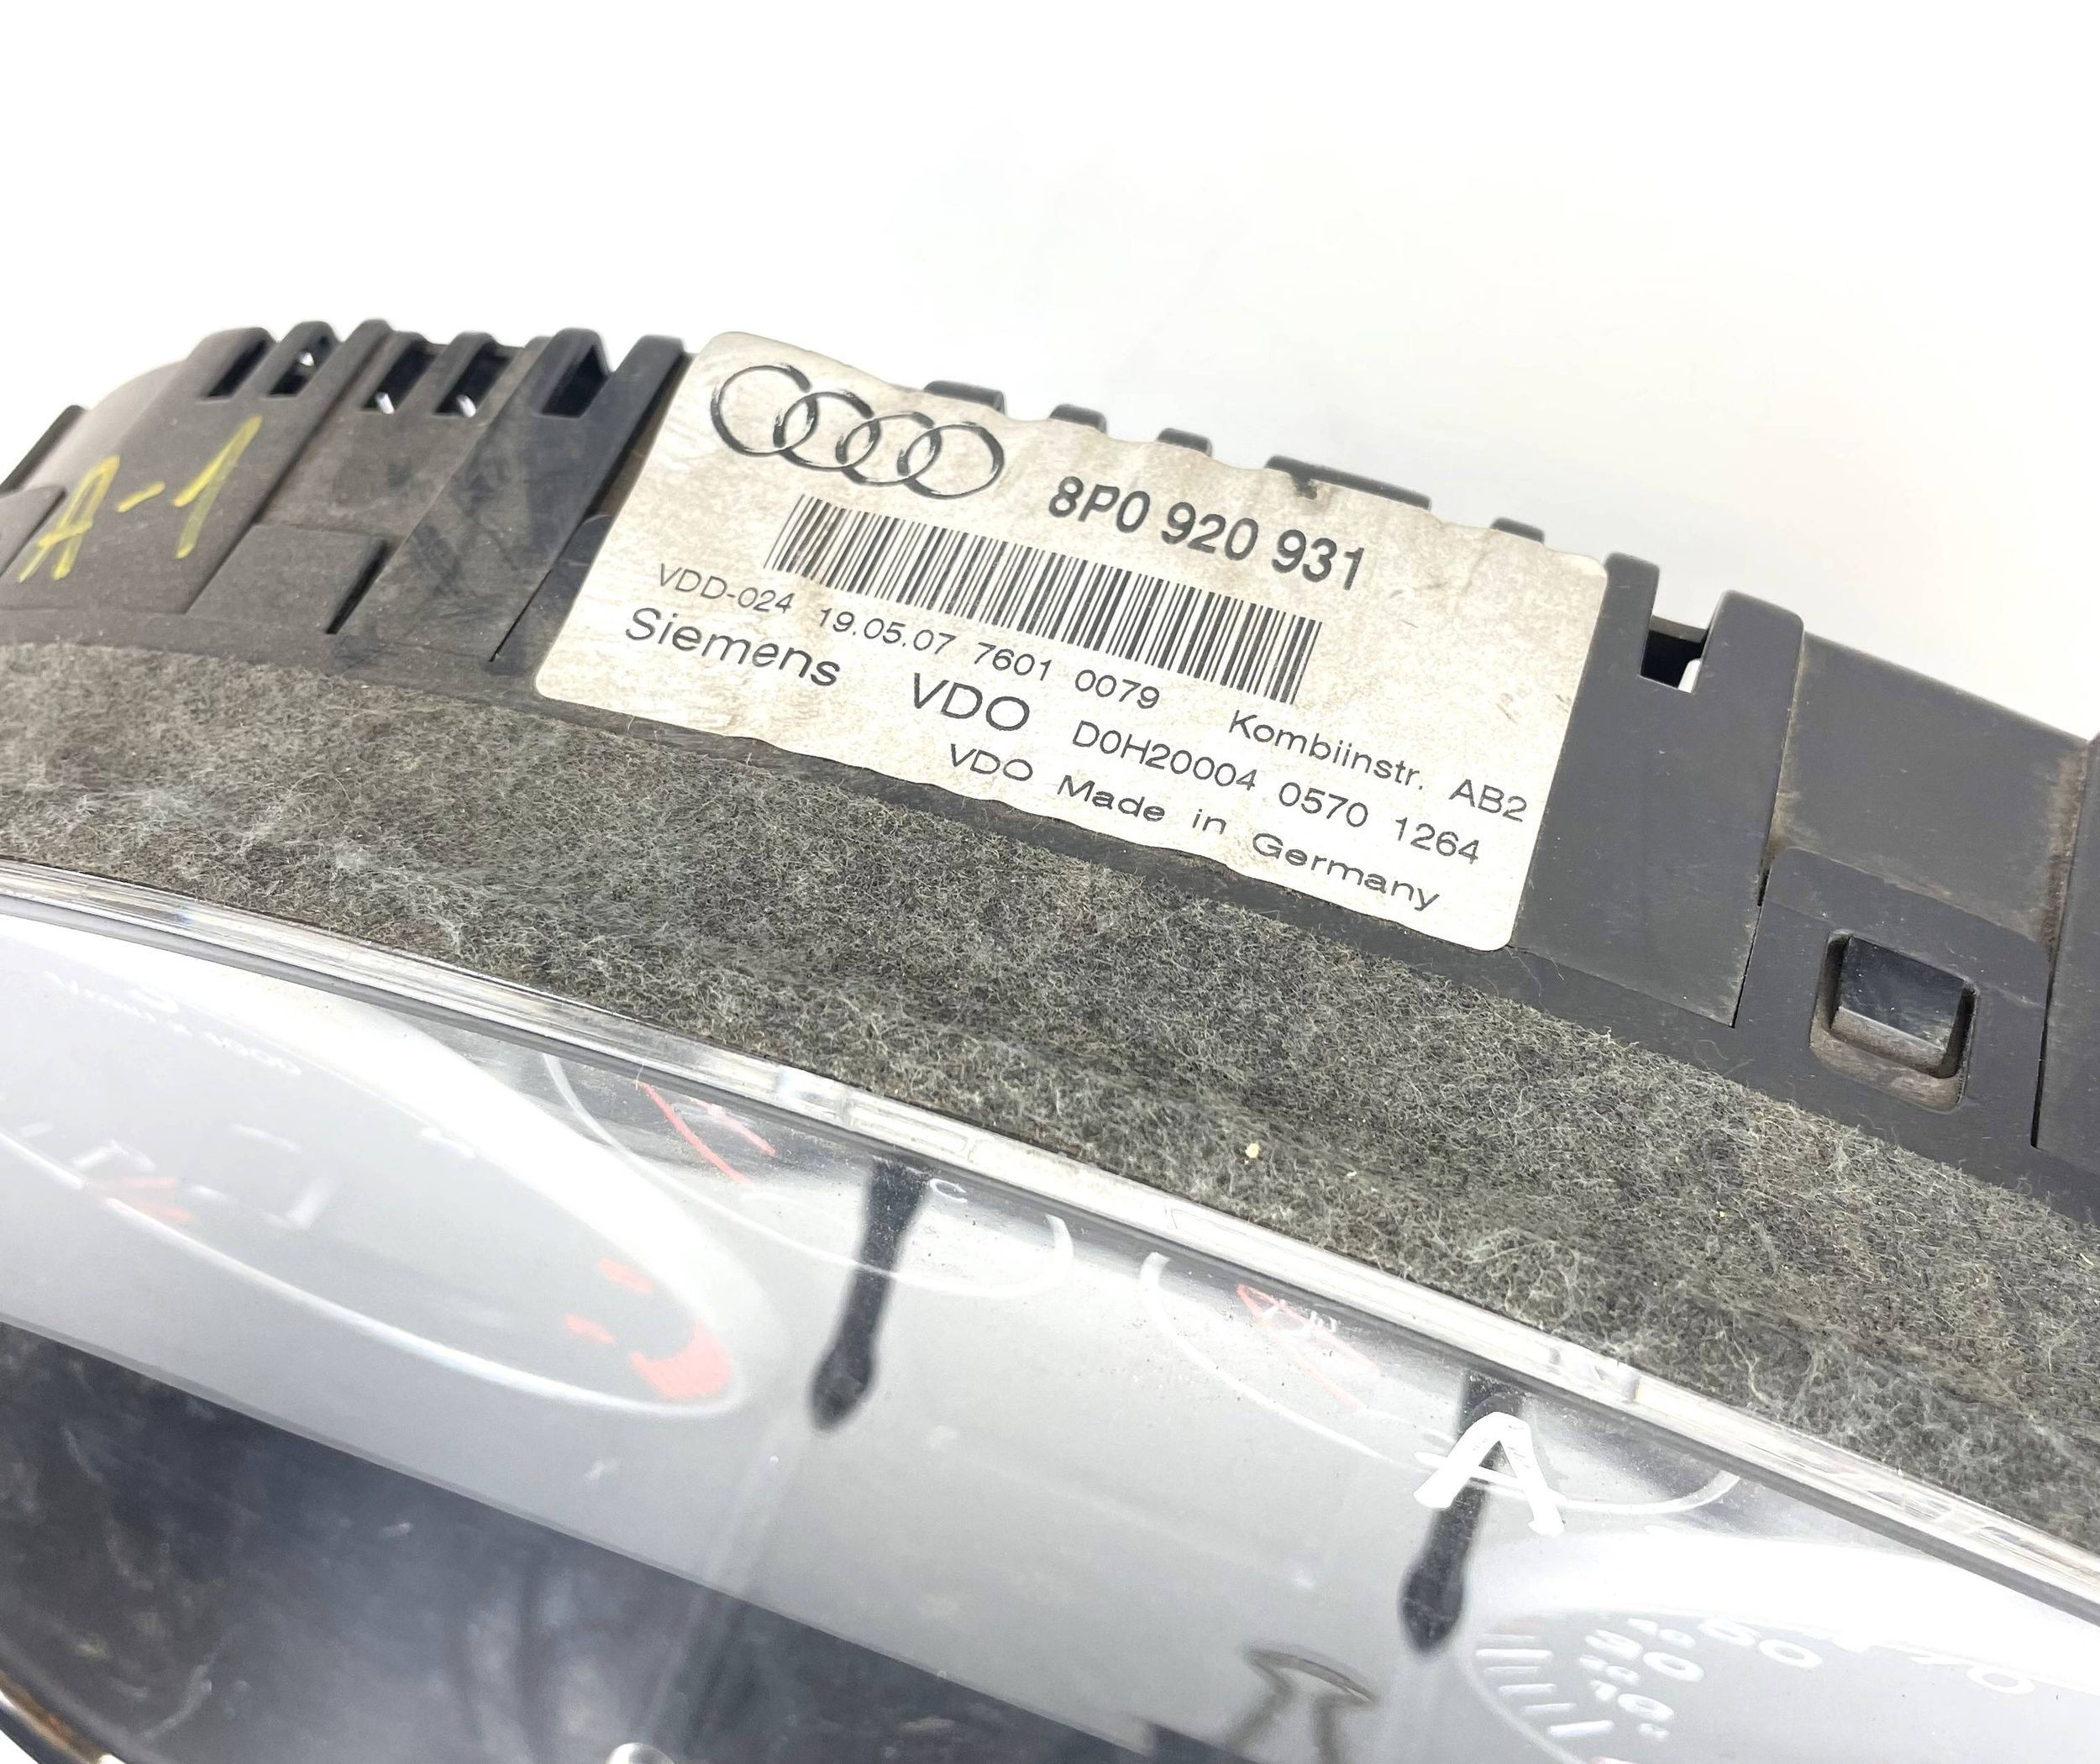 A-1
8P0 920 931
VDD-024 19.05.07 7601 0079 Kombiinstr. AB2
Siemens VDO D0H20004 0570 1264
VDO Made in Germany
C
A
50